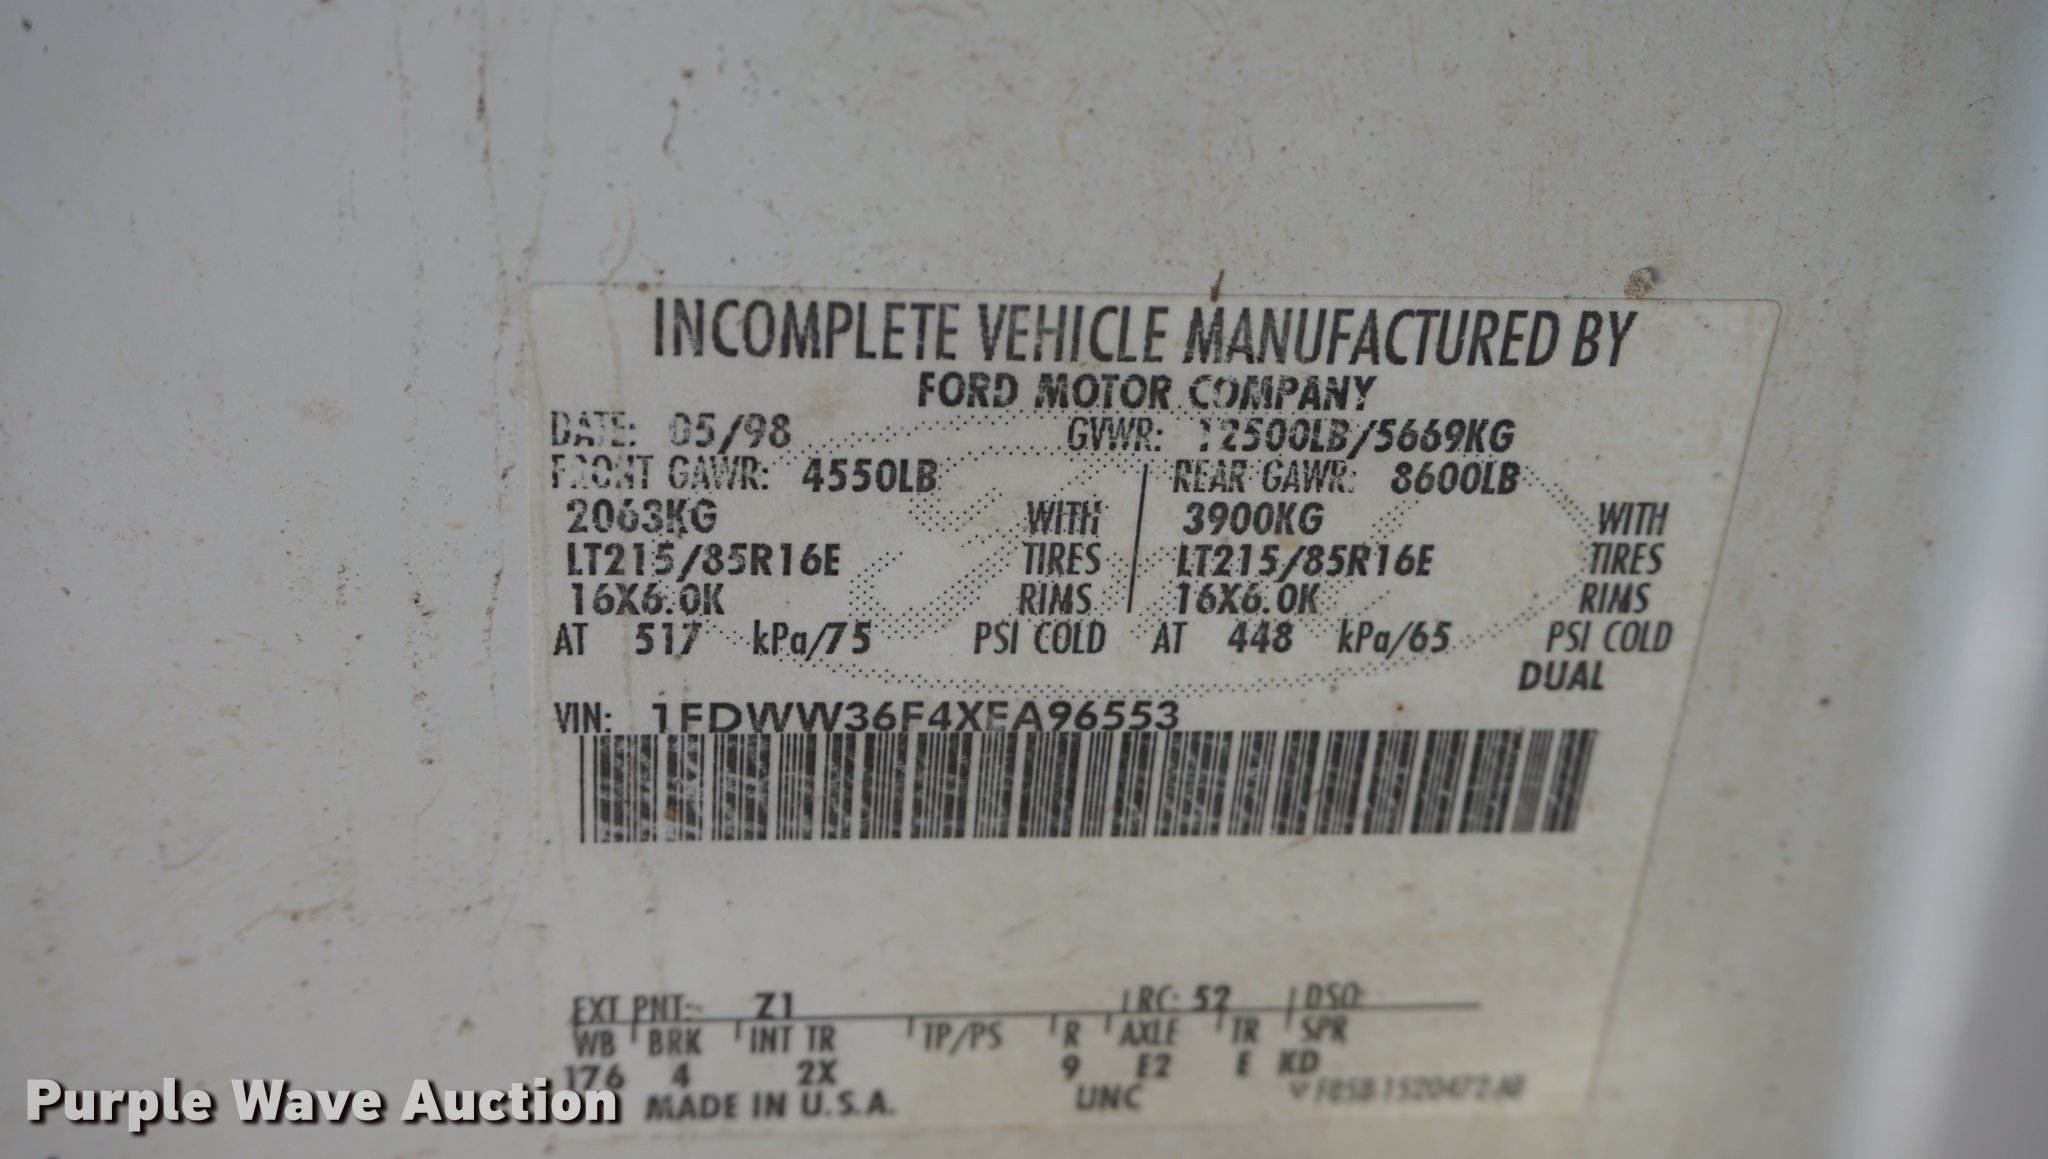 INCOMPLETE VEHICLE MANUFACTURED BY
FORD MOTOR COMPANY
DATE: 05/98 GVWR: 12500LB/5669KG
FRONT GAWR: 4550LB REAR GAWR: 8600LB
2063KG WITH 3900KG WITH
LT215/85R16E TIRES LT215/85R16E TIRES
16X6.0K RIMS 16X6.0K RIMS
AT 517 kPa/75 PSI COLD AT 448 kPa/65 PSI COLD
DUAL
VIN: 1FDWW36F4XEA96553
EXT PNT: Z1 RC: 52 DSO:
WB BRK INT TR TP/PS R AXLE TR SPR
176 4 2X 9 E2 E KD
MADE IN U.S.A. UNC
Purple Wave Auction